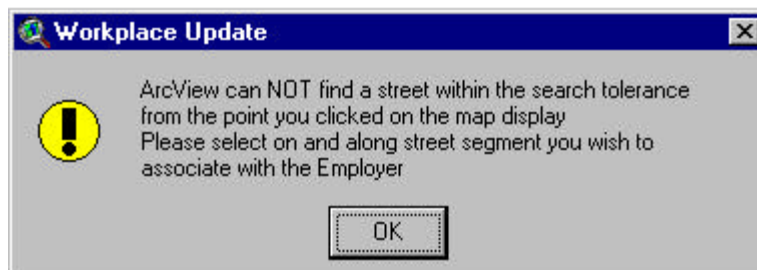 Workplace Update
ArcView can NOT find a street within the search tolerance
from the point you clicked on the map display
Please select on and along street segment you wish to
associate with the Employer
OK